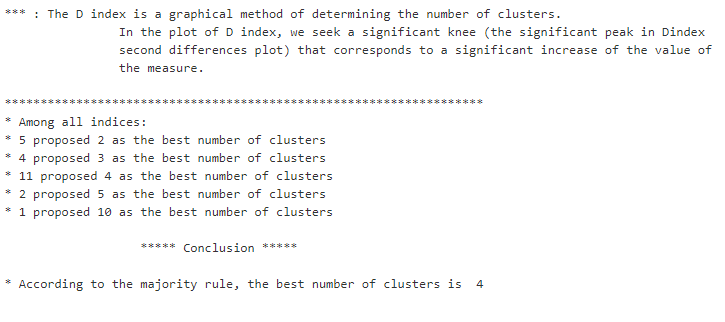 *** : The D index is a graphical method of determining the number of clusters.
In the plot of D index, we seek a significant knee (the significant peak in Dindex
second differences plot) that corresponds to a significant increase of the value of
the measure.
*******************************************************************
* Among all indices:
* 5 proposed 2 as the best number of clusters
* 4 proposed 3 as the best number of clusters
* 11 proposed 4 as the best number of clusters
* 2 proposed 5 as the best number of clusters
* 1 proposed 10 as the best number of clusters
***** Conclusion *****
* According to the majority rule, the best number of clusters is  4